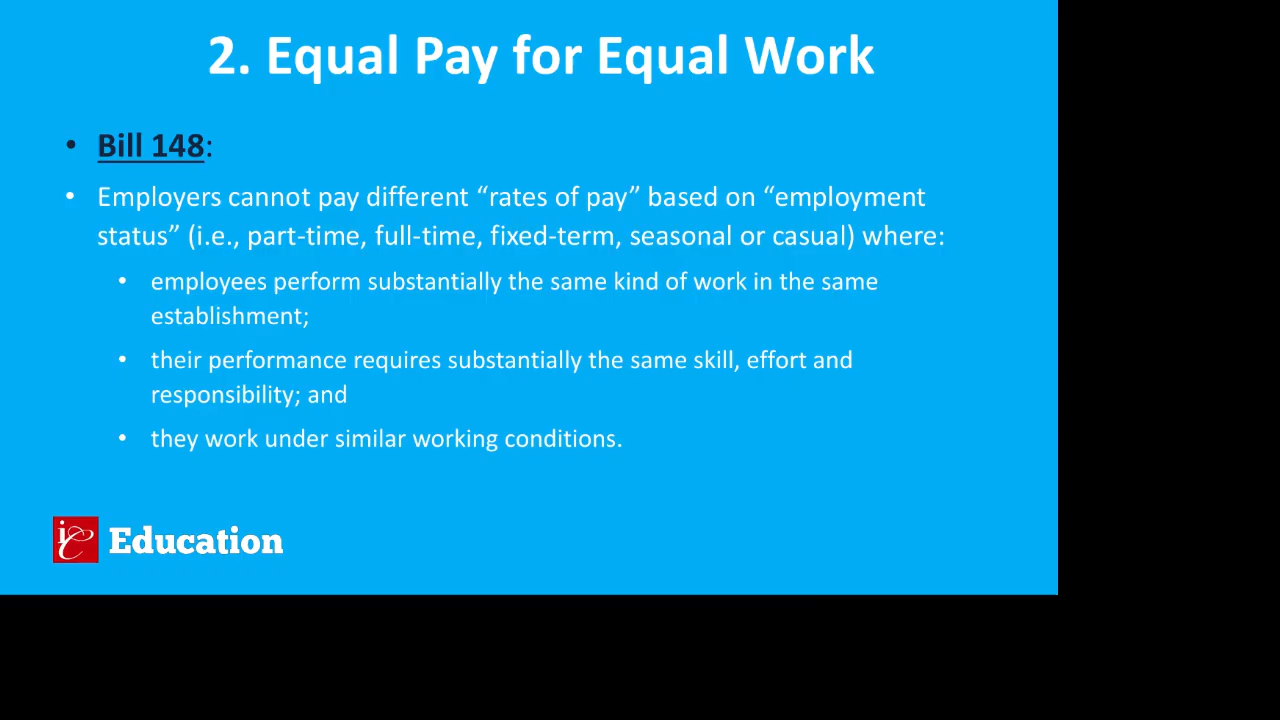 2. Equal Pay for Equal Work
• Bill 148:
• Employers cannot pay different “rates of pay” based on “employment
status” (i.e., part-time, full-time, fixed-term, seasonal or casual) where:
• employees perform substantially the same kind of work in the same
establishment;
• their performance requires substantially the same skill, effort and
responsibility; and
• they work under similar working conditions.
ic Education